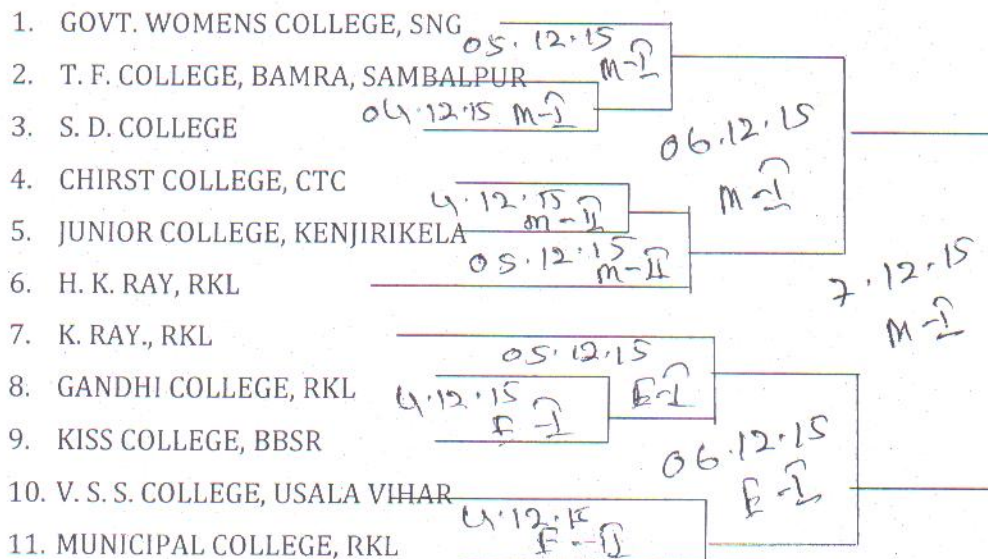 1. GOVT. WOMENS COLLEGE, SNG
05.12.15
M-I
2. T. F. COLLEGE, BAMRA, SAMBALPUR
04.12.15 M-I
3. S. D. COLLEGE
06.12.15
M-I
4. CHIRST COLLEGE, CTC
4.12.15
M-II
5. JUNIOR COLLEGE, KENJIRIKELA
05.12.15
M-II
6. H. K. RAY, RKL
7.12.15
M-I
7. K. RAY., RKL
05.12.15
E-I
8. GANDHI COLLEGE, RKL
4.12.15
E-I
9. KISS COLLEGE, BBSR
06.12.15
E-I
10. V. S. S. COLLEGE, USALA VIHAR
4.12.15
E-II
11. MUNICIPAL COLLEGE, RKL